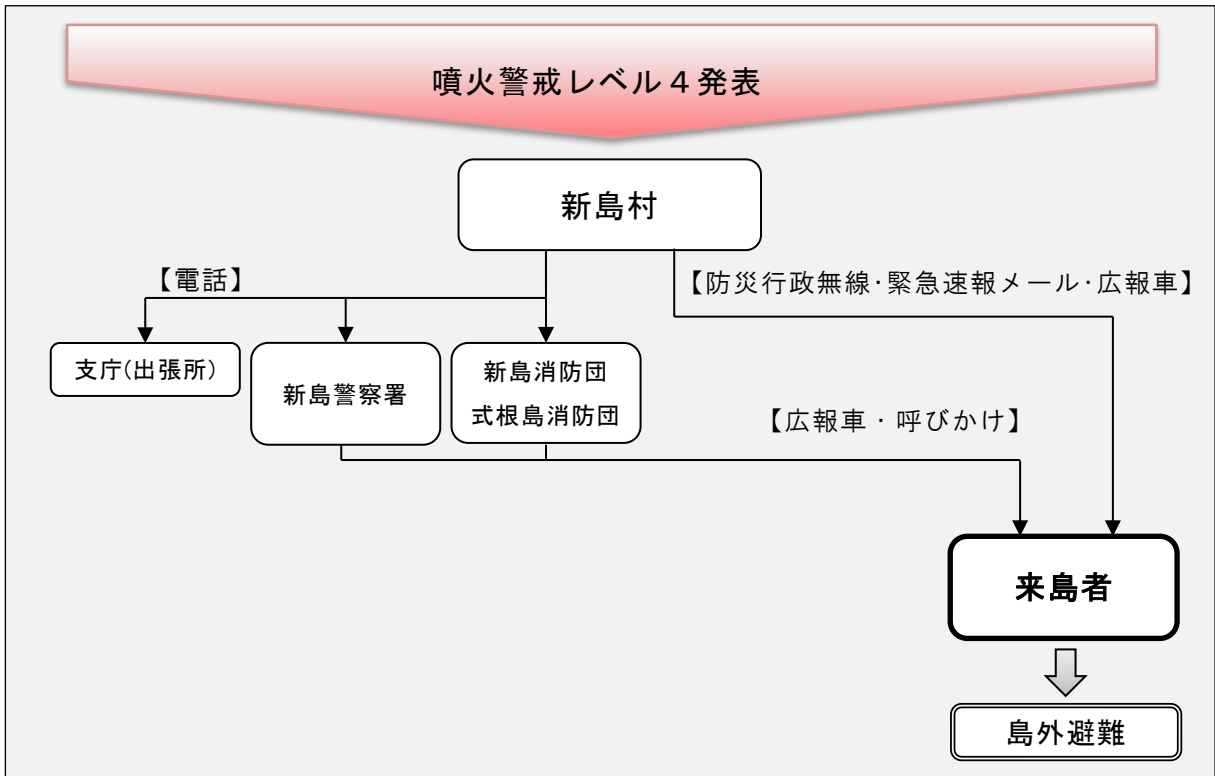 噴火警戒レベル４発表
新島村
【電話】
【防災行政無線･緊急速報メール･広報車】
支庁(出張所)
新島警察署
新島消防団
式根島消防団
【広報車・呼びかけ】
来島者
島外避難